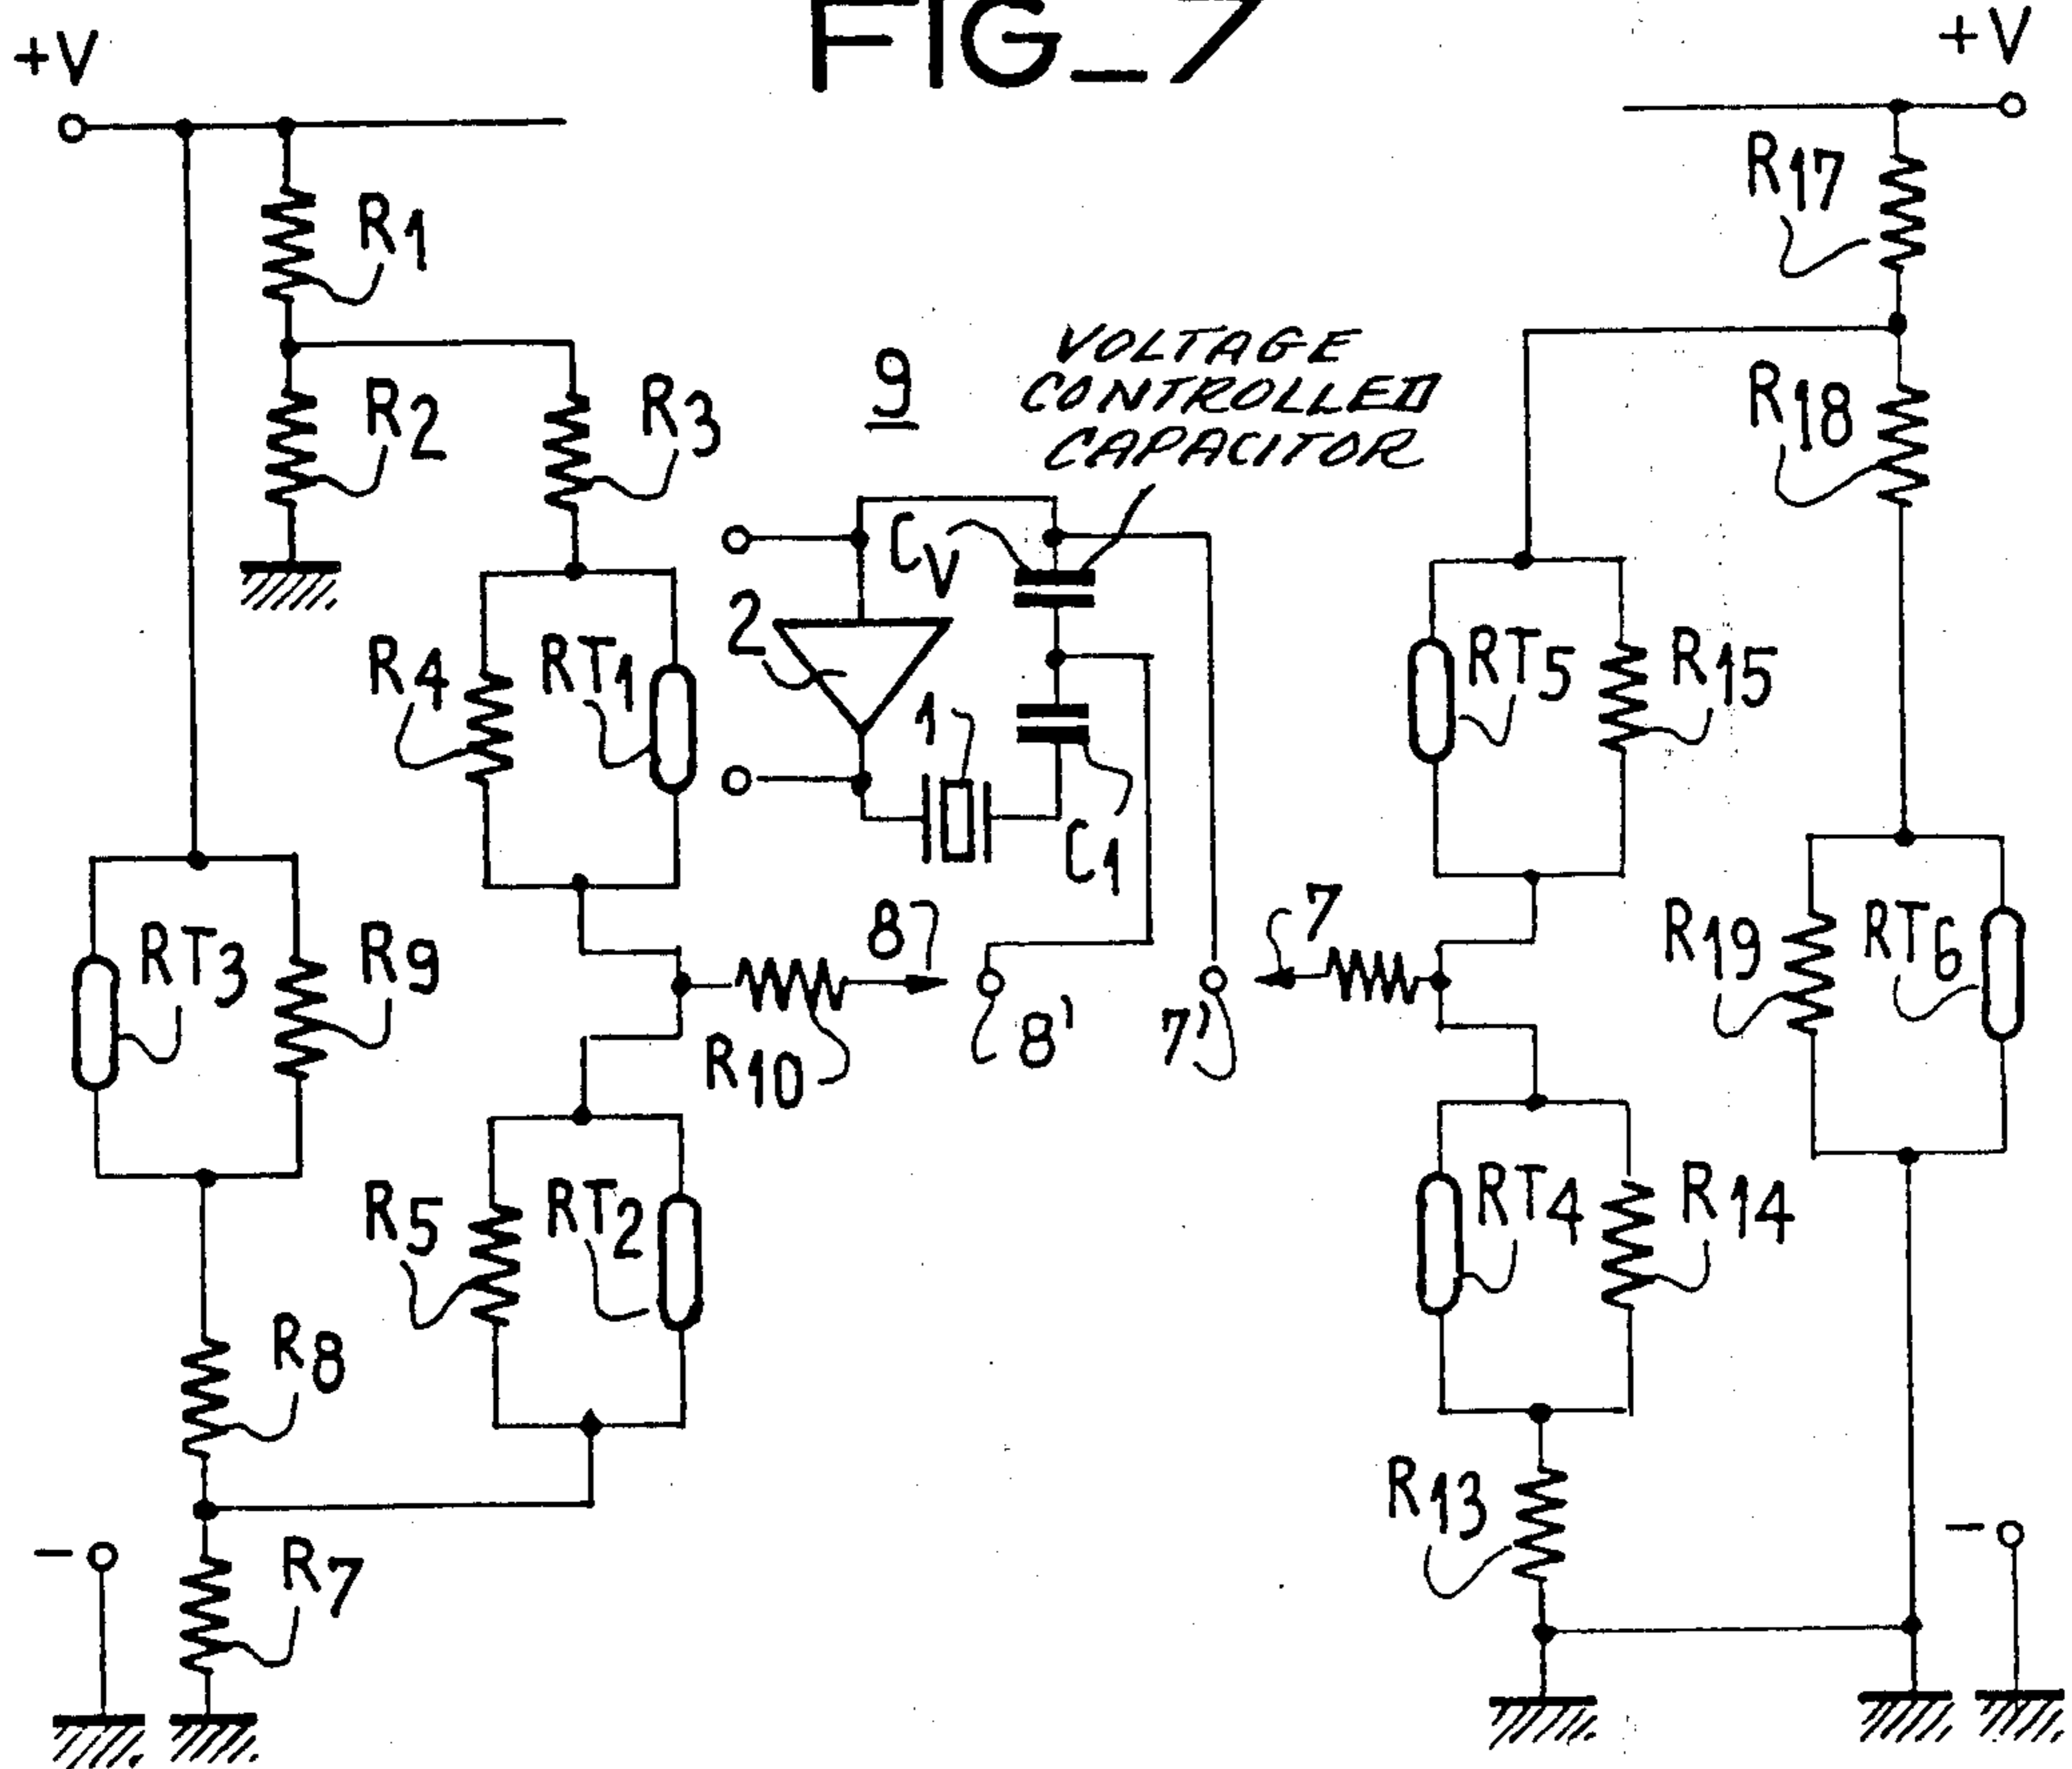 FIG_7
+V
+V
R1
R17
R2
R3
9
VOLTAGE
CONTROLLED
CAPACITOR
R18
CV
2
R4
RT1
1
C1
RT5
R15
RT3
R9
8
7
R19
RT6
R10
8'
7'
R5
RT2
RT4
R14
R8
R13
-
R7
-